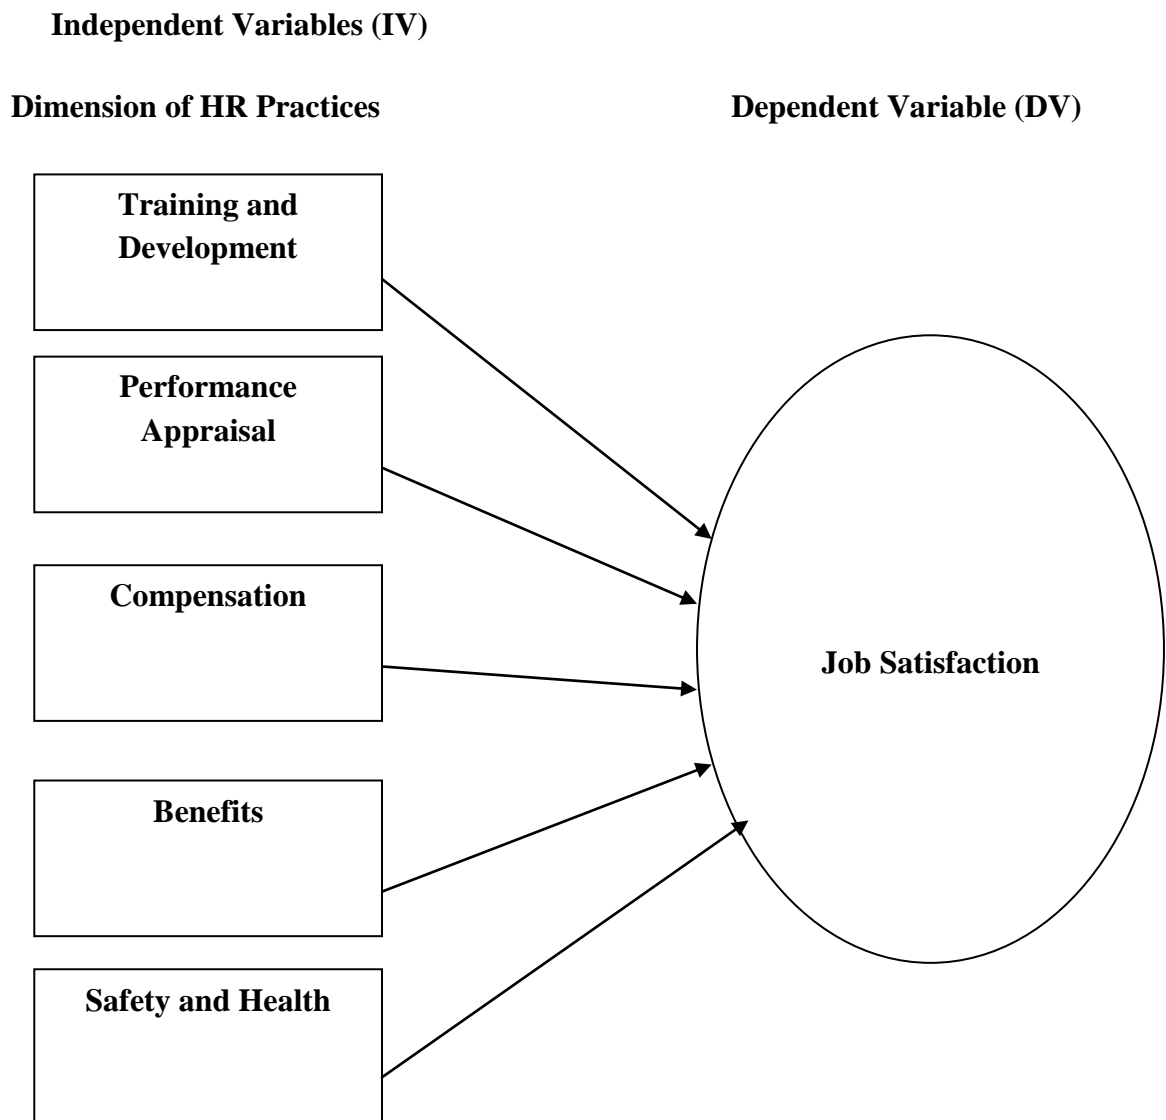 Independent Variables (IV)
Dimension of HR Practices
Dependent Variable (DV)
Training and
Development
Performance
Appraisal
Compensation
Job Satisfaction
Benefits
Safety and Health